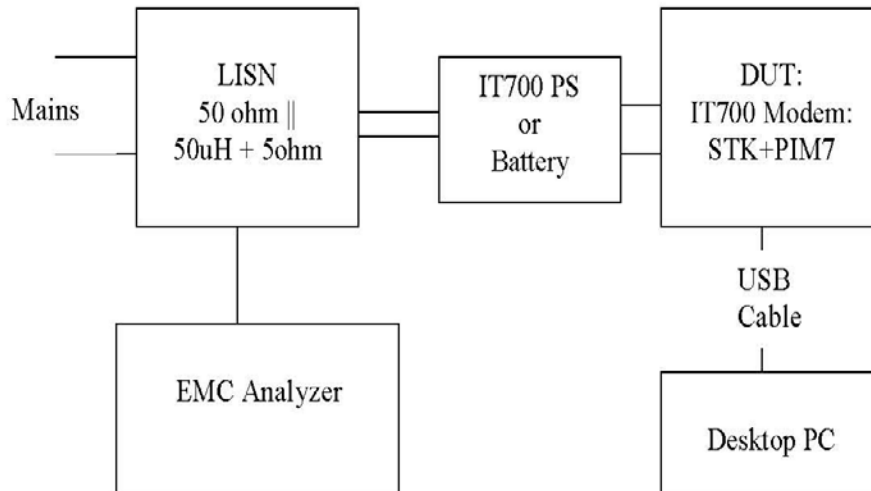 Mains
LISN
50 ohm ||
50uH + 5ohm
IT700 PS
or
Battery
DUT:
IT700 Modem:
STK+PIM7
USB
Cable
EMC Analyzer
Desktop PC